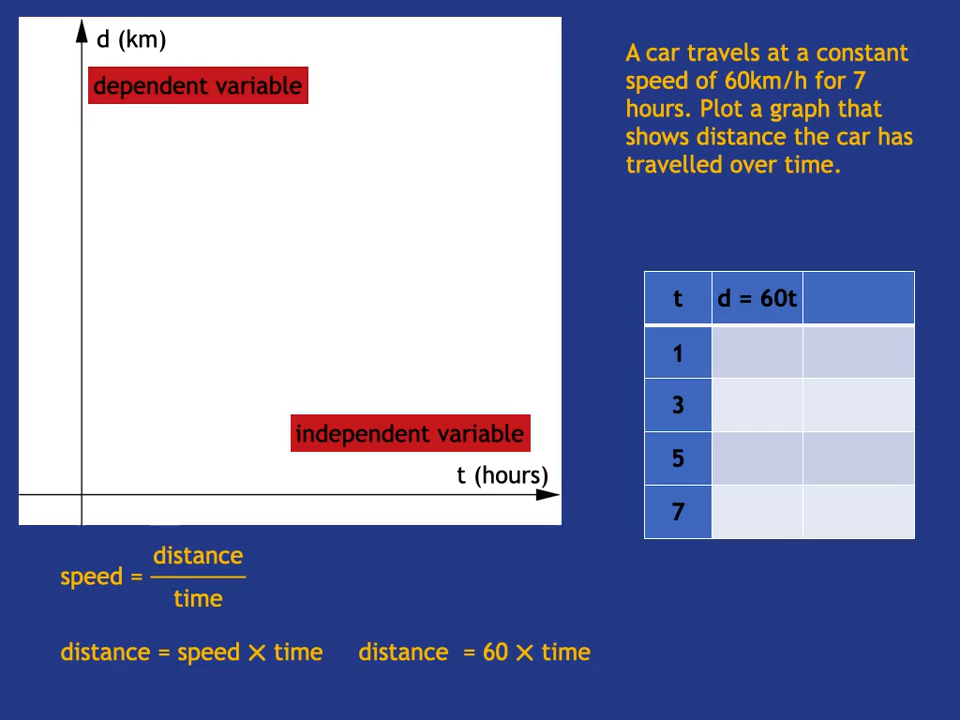 d (km)
dependent variable
independent variable
t (hours)
A car travels at a constant
speed of 60km/h for 7
hours. Plot a graph that
shows distance the car has
travelled over time.
t d = 60t
1
3
5
7
speed = distance
time
distance = speed × time distance = 60 × time